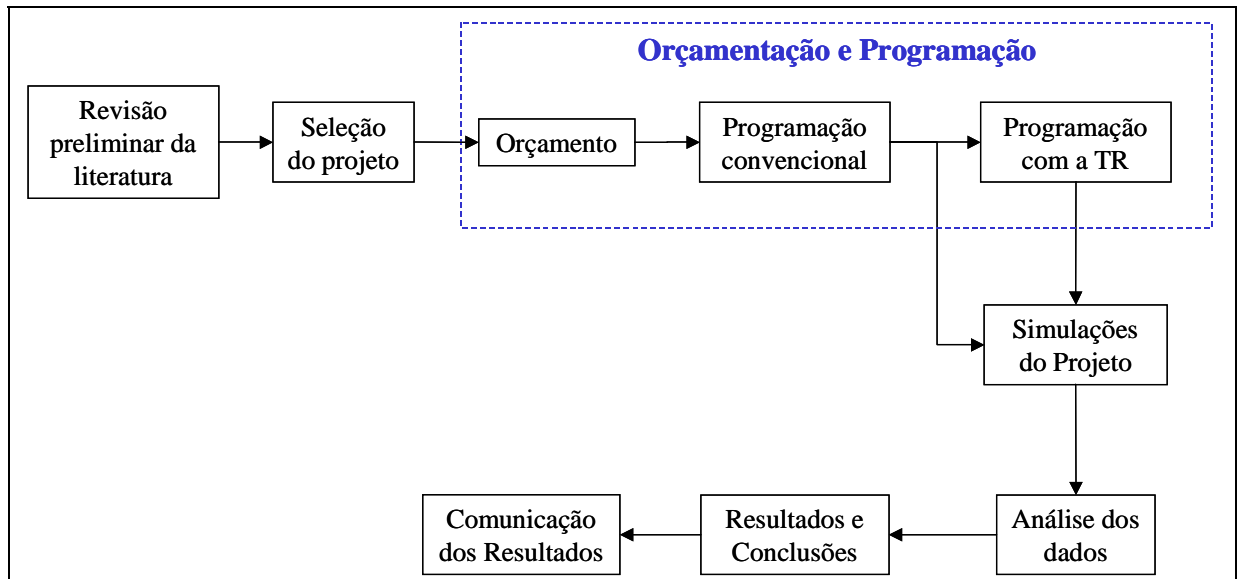 Orçamentação e Programação
Revisão
preliminar da
literatura
Seleção
do projeto
Orçamento
Programação
convencional
Programação
com a TR
Simulações
do Projeto
Comunicação
dos Resultados
Resultados e
Conclusões
Análise dos
dados